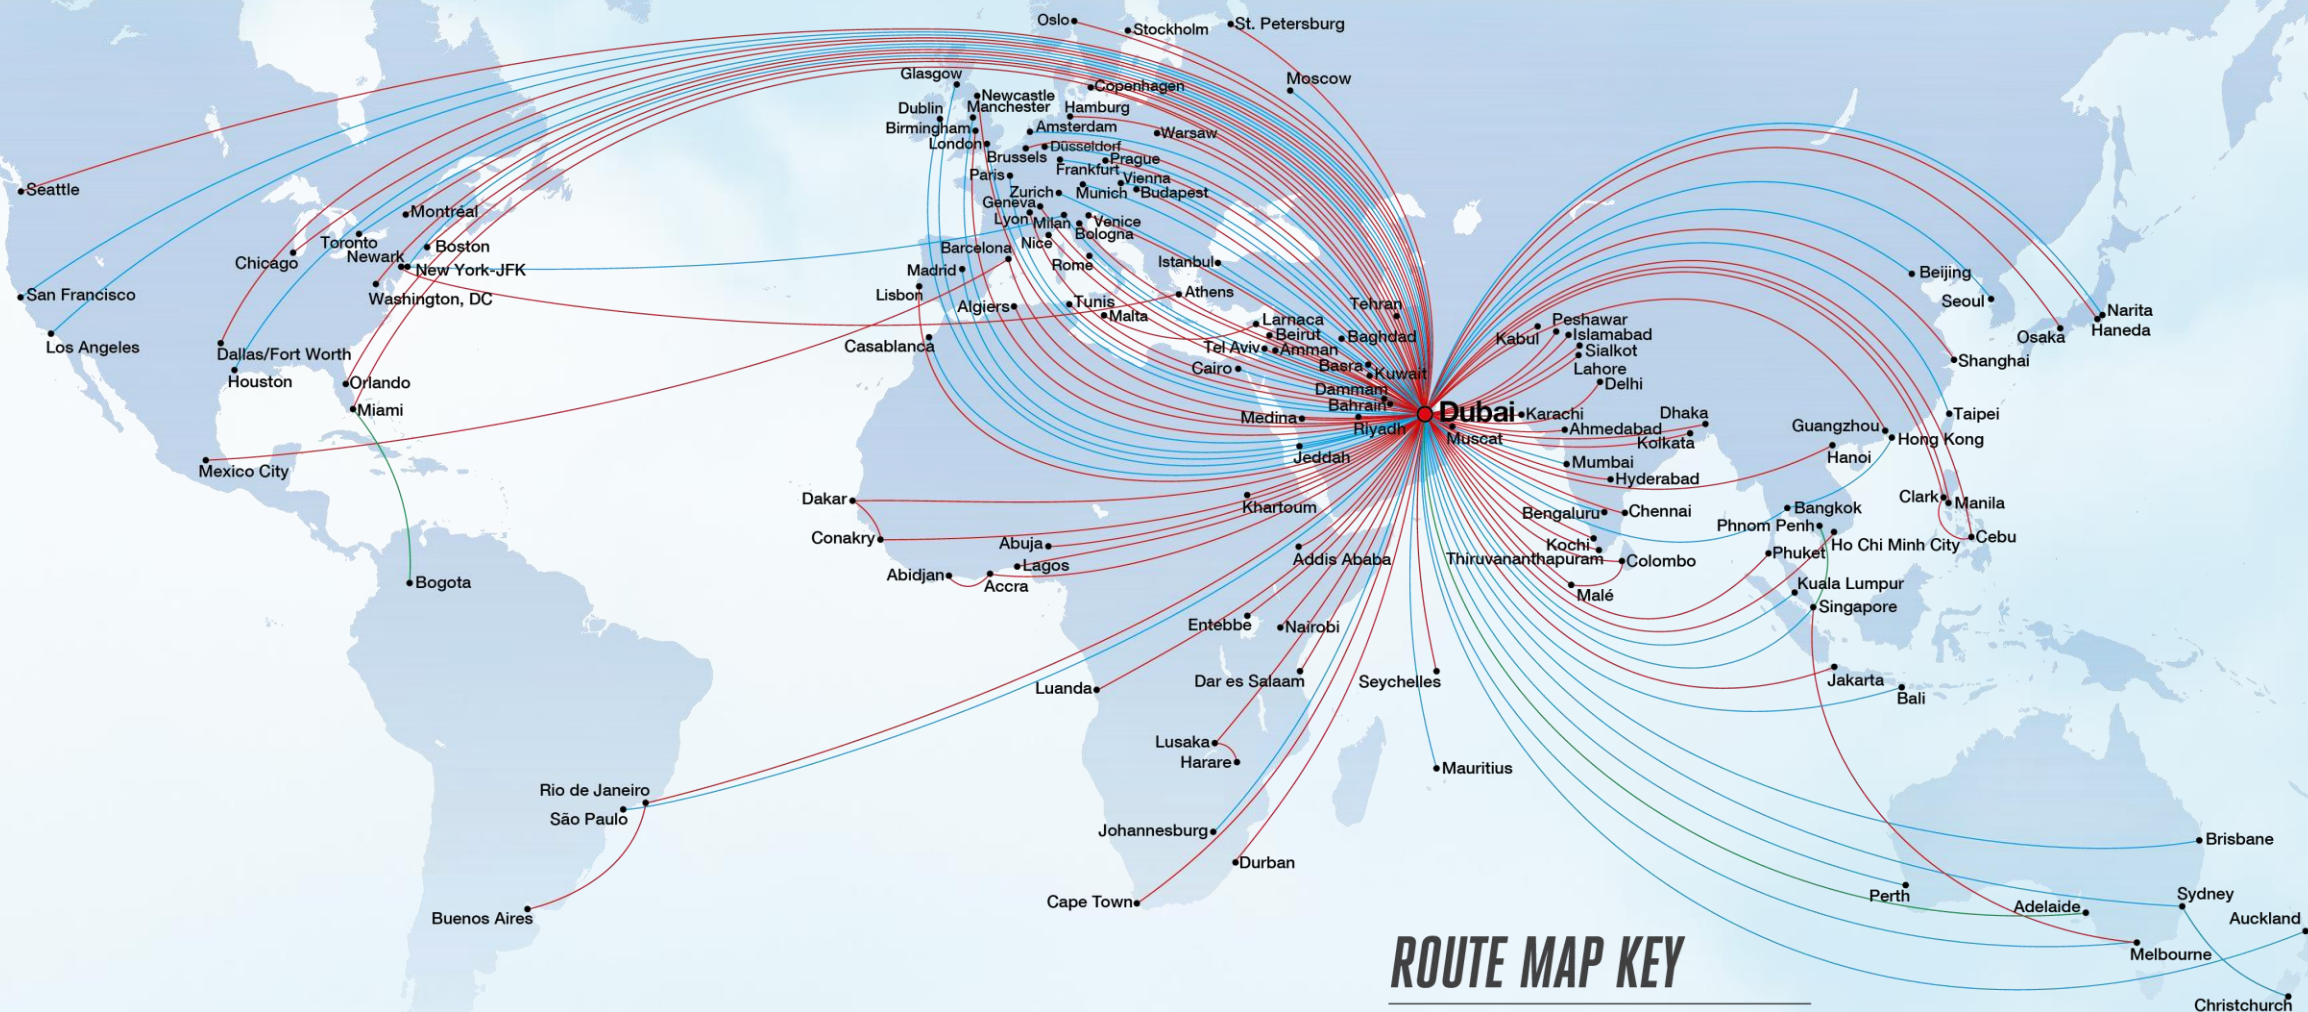 Oslo
Stockholm
St. Petersburg
Glasgow
Moscow
Newcastle
Copenhagen
Dublin
Manchester
Hamburg
Birmingham
Amsterdam
Warsaw
London
Düsseldorf
Brussels
Prague
Frankfurt
Paris
Vienna
Zurich
Munich
Budapest
Seattle
Geneva
Montréal
Lyon
Milan
Venice
Bologna
Toronto
Boston
Nice
Barcelona
Newark
Chicago
New York-JFK
Madrid
Rome
Istanbul
Beijing
San Francisco
Washington, DC
Lisbon
Athens
Seoul
Algiers
Tunis
Tehran
Malta
Narita
Larnaca
Peshawar
Haneda
Los Angeles
Casablanca
Beirut
Baghdad
Kabul
Islamabad
Osaka
Dallas/Fort Worth
Tel Aviv
Amman
Sialkot
Shanghai
Cairo
Basra
Kuwait
Lahore
Houston
Orlando
Dammam
Delhi
Miami
Bahrain
Dubai
Karachi
Dhaka
Taipei
Medina
Riyadh
Muscat
Ahmedabad
Kolkata
Guangzhou
Hong Kong
Mexico City
Jeddah
Mumbai
Hanoi
Hyderabad
Dakar
Khartoum
Clark
Manila
Bengaluru
Chennai
Bangkok
Conakry
Phnom Penh
Abuja
Kochi
Ho Chi Minh City
Cebu
Addis Ababa
Thiruvananthapuram
Colombo
Phuket
Lagos
Abidjan
Accra
Bogota
Malé
Kuala Lumpur
Singapore
Entebbe
Nairobi
Luanda
Dar es Salaam
Seychelles
Jakarta
Bali
Lusaka
Harare
Mauritius
Rio de Janeiro
São Paulo
Johannesburg
Brisbane
Durban
Cape Town
Perth
Sydney
Adelaide
Buenos Aires
Auckland
Melbourne
ROUTE MAP KEY
Christchurch